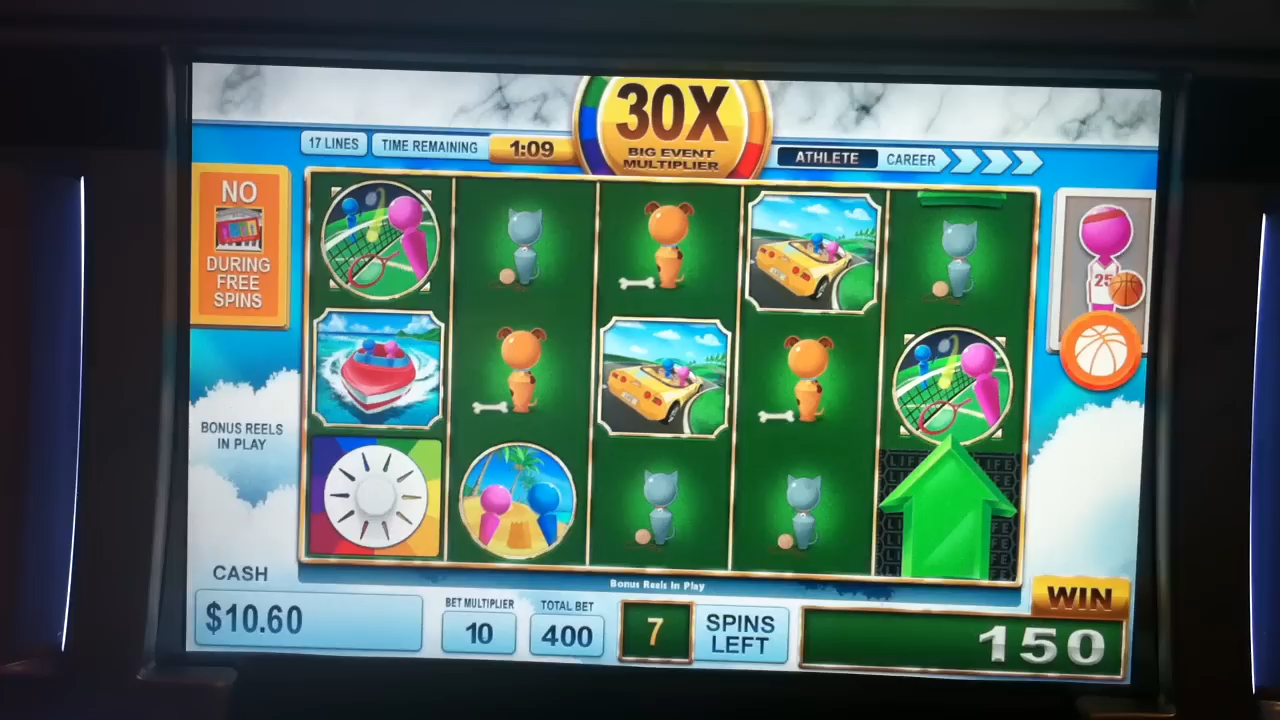 30X
BIG EVENT
MULTIPLIER
17 LINES
TIME REMAINING
1:09
ATHLETE
CAREER
NO
DURING
FREE
SPINS
25
BONUS REELS
IN PLAY
LIFE
CASH
$10.60
BET MULTIPLIER
10
TOTAL BET
400
Bonus Reels In Play
7
SPINS
LEFT
WIN
150